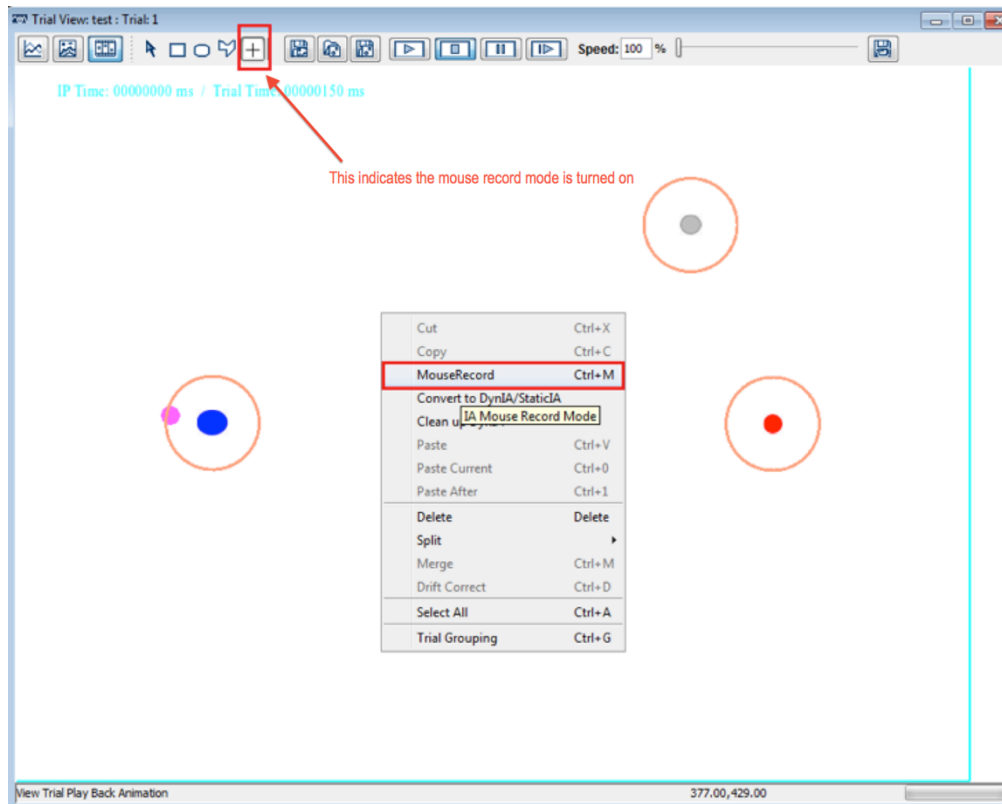 Trial View: test : Trial: 1
Speed: 100 %
IP Time: 00000000 ms / Trial Time: 00000150 ms
This indicates the mouse record mode is turned on
Cut Ctrl+X
Copy Ctrl+C
MouseRecord Ctrl+M
Convert to DynIA/StaticIA
IA Mouse Record Mode
Clean up
Paste Ctrl+V
Paste Current Ctrl+0
Paste After Ctrl+1
Delete Delete
Split
Merge Ctrl+M
Drift Correct Ctrl+D
Select All Ctrl+A
Trial Grouping Ctrl+G
View Trial Play Back Animation 377.00,429.00